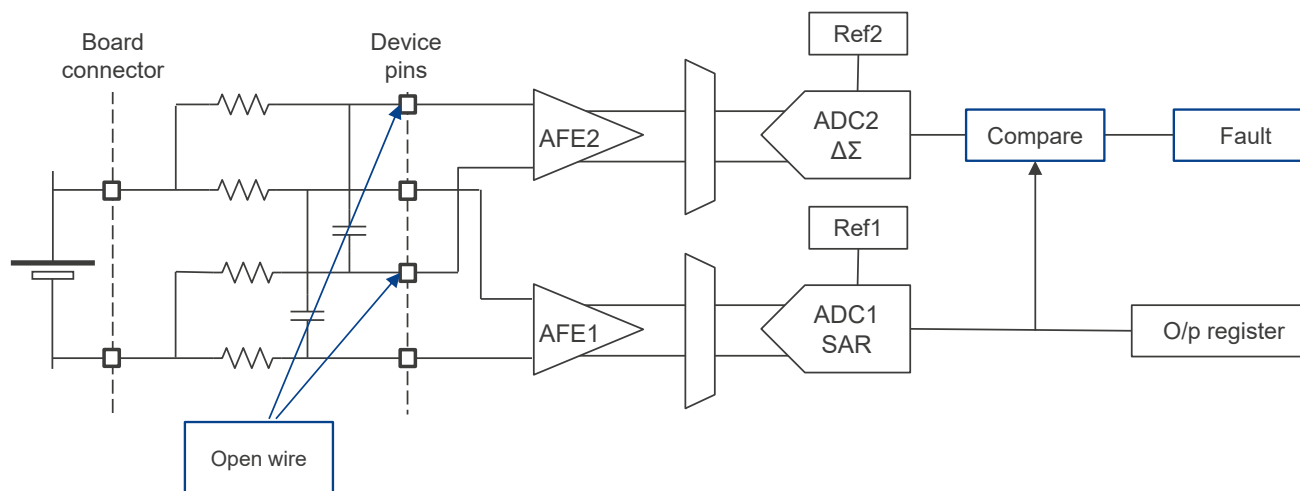 Board
connector
Device
pins
Ref2
AFE2
ADC2
ΔΣ
Compare
Fault
Ref1
AFE1
ADC1
SAR
O/p register
Open wire